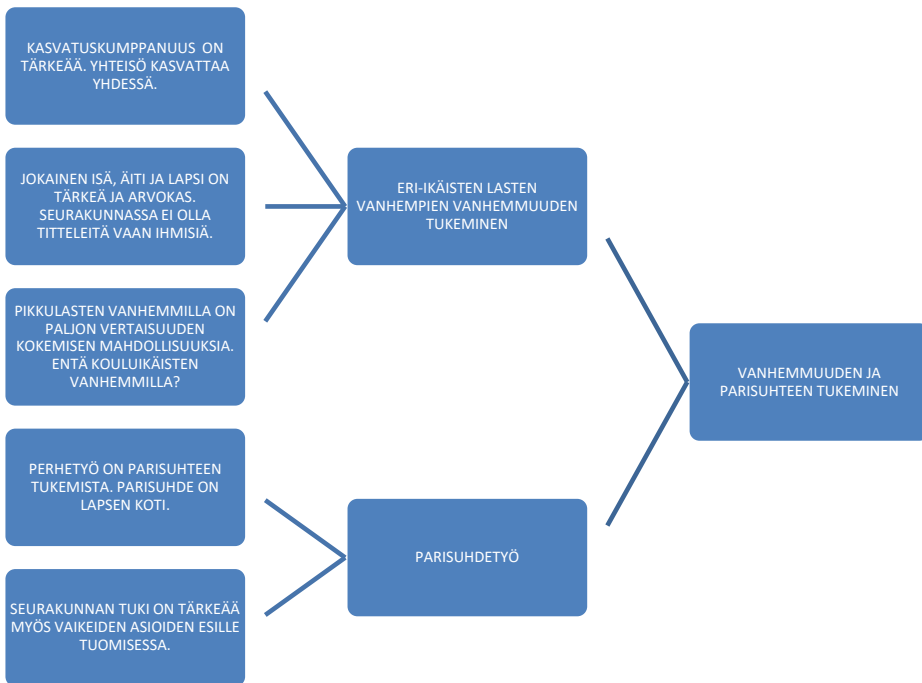 KASVATUSKUMPPANUUS ON
TÄRKEÄÄ. YHTEISÖ KASVATTAA
YHDESSÄ.
JOKAINEN ISÄ, ÄITI JA LAPSI ON
TÄRKEÄ JA ARVOKAS.
SEURAKUNNASSA EI OLLA
TITTELEITÄ VAAN IHMISIÄ.
PIKKULASTEN VANHEMMILLA ON
PALJON VERTAISUUDEN
KOKEMISEN MAHDOLLISUUKSIA.
ENTÄ KOULUIKÄISTEN
VANHEMMILLA?
PERHETYÖ ON PARISUHTEEN
TUKEMISTA. PARISUHDE ON
LAPSEN KOTI.
SEURAKUNNAN TUKI ON TÄRKEÄÄ
MYÖS VAIKEIDEN ASIOIDEN ESILLE
TUOMISESSA.
ERI-IKÄISTEN LASTEN
VANHEMPIEN VANHEMMUUDEN
TUKEMINEN
PARISUHDETYÖ
VANHEMMUUDEN JA
PARISUHTEEN TUKEMINEN